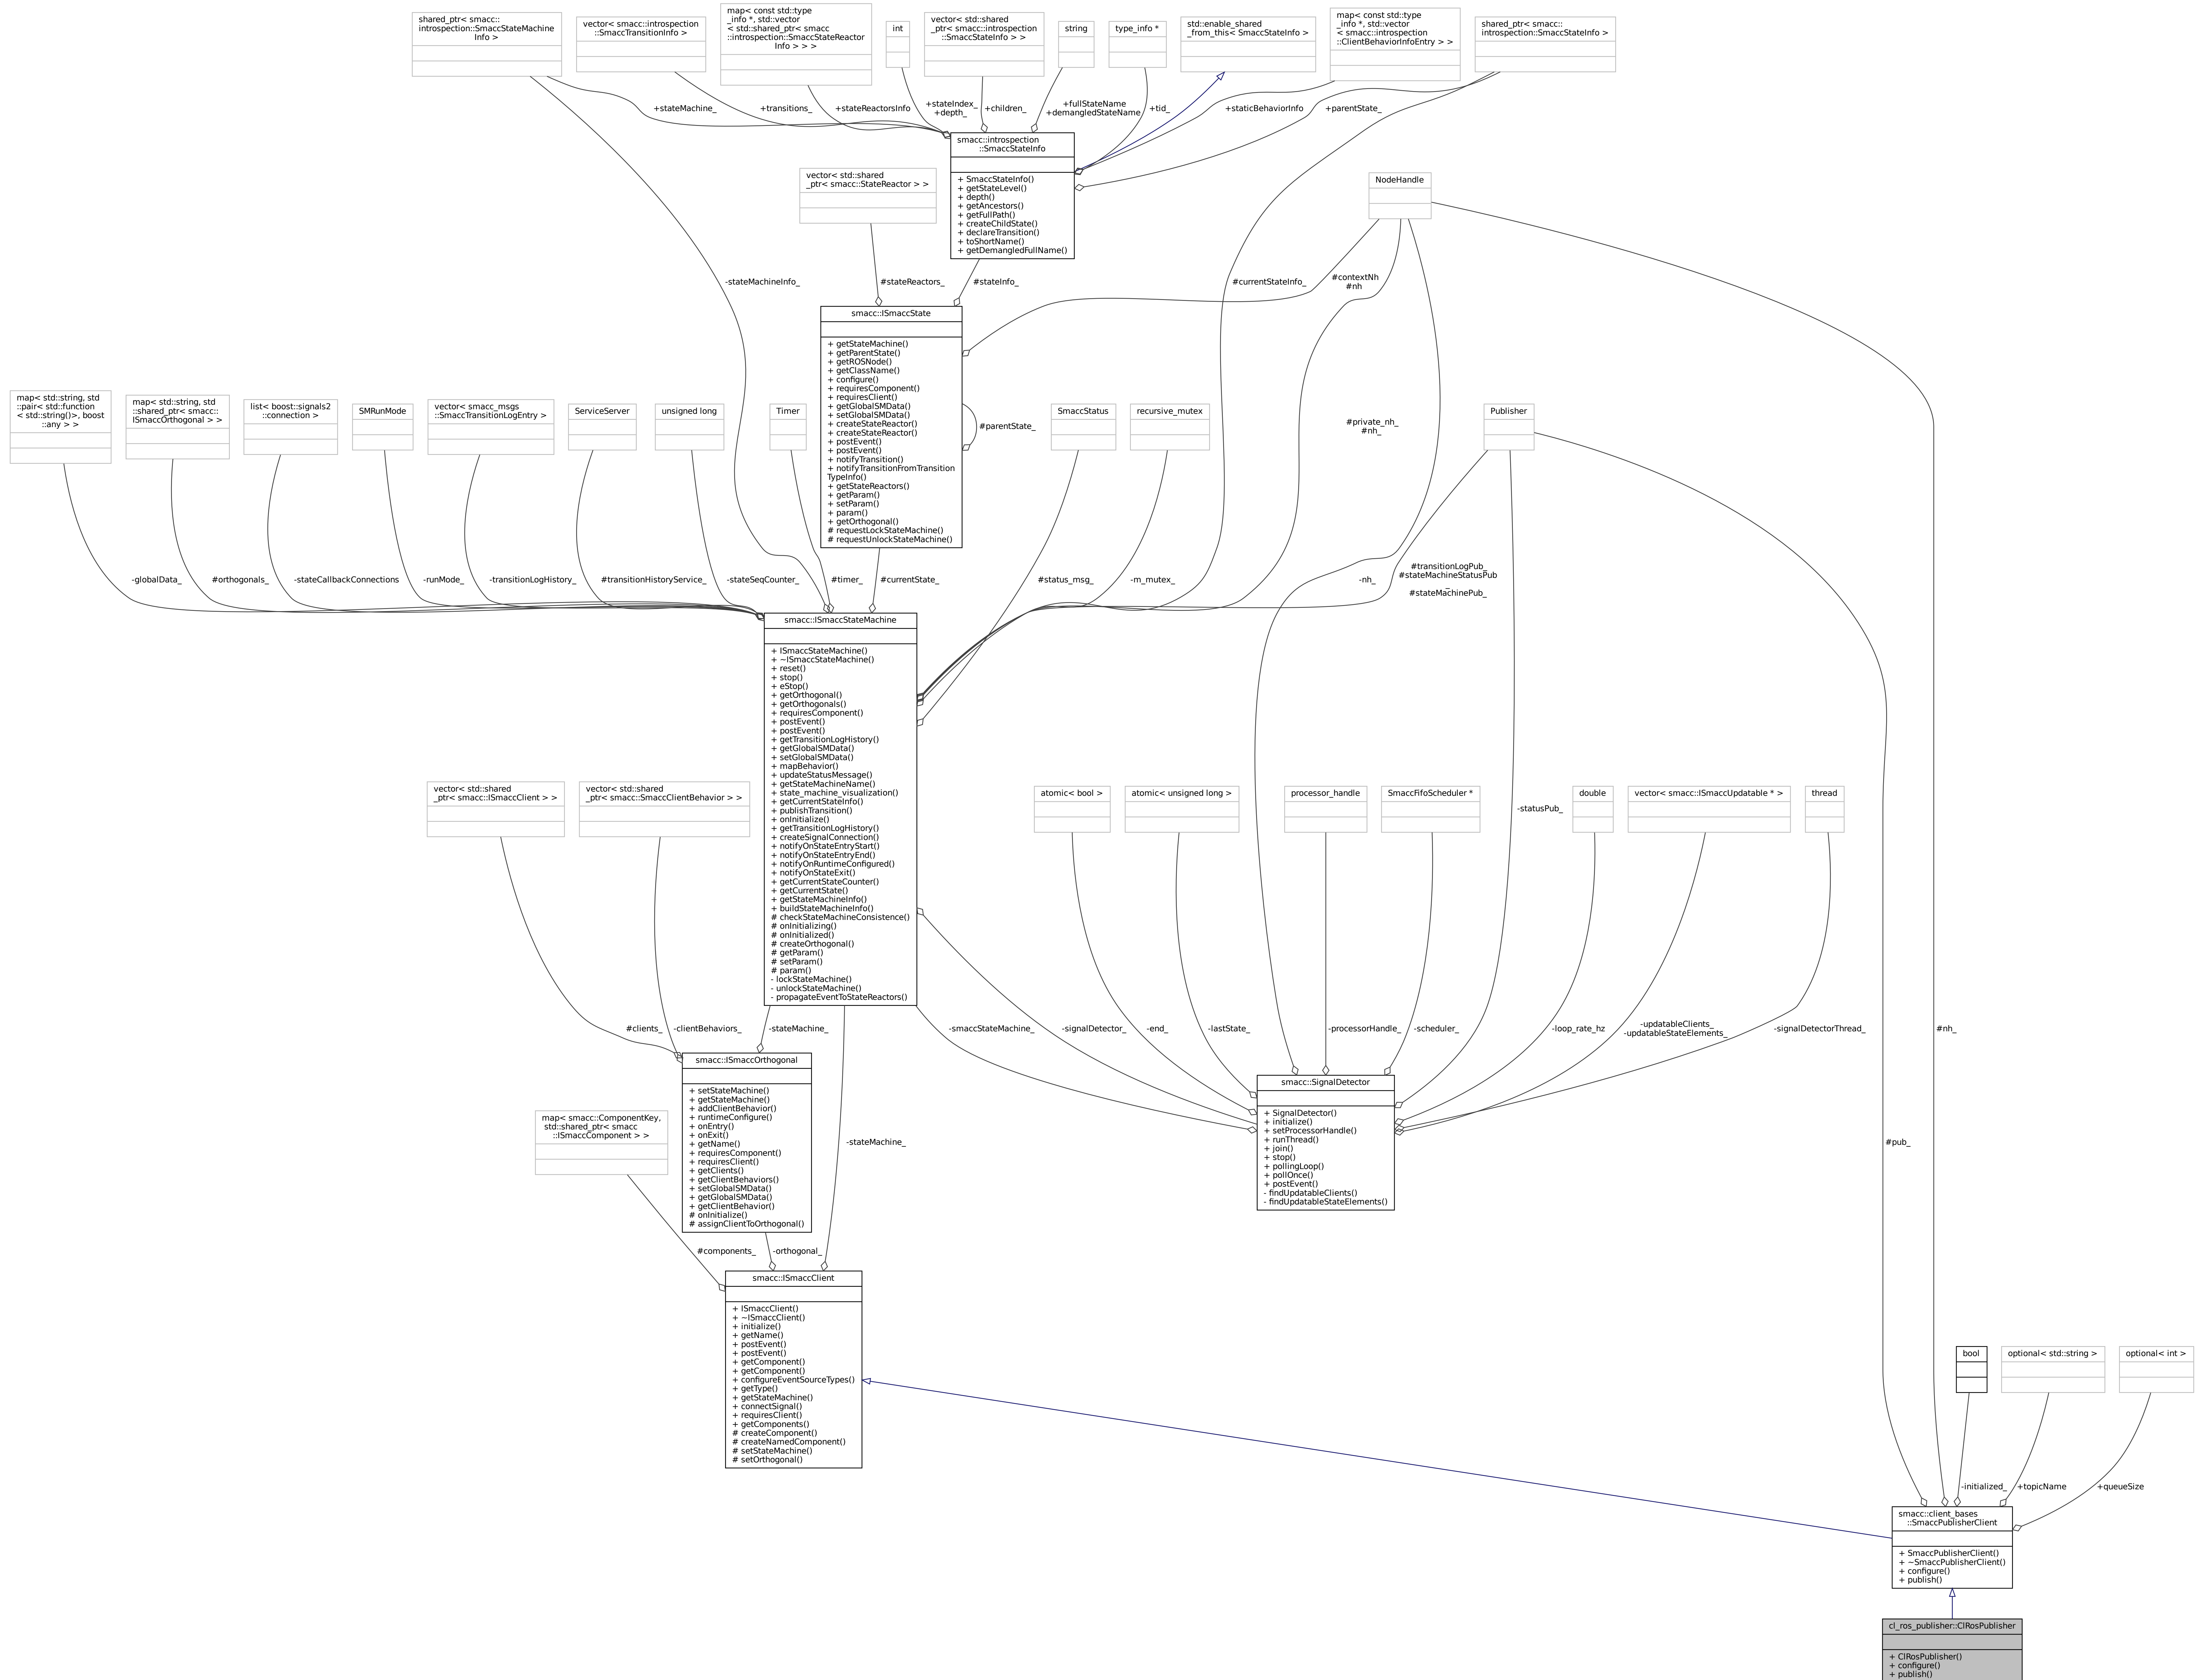 shared_ptr< smacc::
introspection::SmaccStateMachine
Info >
vector< smacc::introspection
::SmaccTransitionInfo >
map< const std::type
_info *, std::vector
< std::shared_ptr< smacc
::introspection::SmaccStateReactor
Info > > >
int
vector< std::shared
_ptr< smacc::introspection
::SmaccStateInfo > >
string
type_info *
std::enable_shared
_from_this< SmaccStateInfo >
map< const std::type
_info *, std::vector
< smacc::introspection
::ClientBehaviorInfoEntry > >
shared_ptr< smacc::
introspection::SmaccStateInfo >
+stateMachine_
+transitions_
+stateReactorsInfo
+stateIndex_
+depth_
+children_
+fullStateName
+demangledStateName
+tid_
+staticBehaviorInfo
+parentState_
smacc::introspection
::SmaccStateInfo
+ SmaccStateInfo()
+ getStateLevel()
+ depth()
+ getAncestors()
+ getFullPath()
+ createChildState()
+ declareTransition()
+ toShortName()
+ getDemangledFullName()
vector< std::shared
_ptr< smacc::StateReactor > >
NodeHandle
-stateMachineInfo_
#stateReactors_
#stateInfo_
#currentStateInfo_
#contextNh
#nh
smacc::ISmaccState
+ getStateMachine()
+ getParentState()
+ getROSNode()
+ getClassName()
+ configure()
+ requiresComponent()
+ requiresClient()
+ getGlobalSMData()
+ setGlobalSMData()
+ createStateReactor()
+ createStateReactor()
+ postEvent()
+ postEvent()
+ notifyTransition()
+ notifyTransitionFromTransition
TypeInfo()
+ getStateReactors()
+ getParam()
+ setParam()
+ param()
+ getOrthogonal()
# requestLockStateMachine()
# requestUnlockStateMachine()
#parentState_
map< std::string, std
::pair< std::function
< std::string()>, boost
::any > >
map< std::string, std
::shared_ptr< smacc::
ISmaccOrthogonal > >
list< boost::signals2
::connection >
SMRunMode
vector< smacc_msgs
::SmaccTransitionLogEntry >
ServiceServer
unsigned long
Timer
SmaccStatus
recursive_mutex
#private_nh_
#nh_
Publisher
-globalData_
#orthogonals_
-stateCallbackConnections
-runMode_
-transitionLogHistory_
#transitionHistoryService_
-stateSeqCounter_
#timer_
#currentState_
#status_msg_
-m_mutex_
-nh_
#transitionLogPub_
#stateMachineStatusPub
_
#stateMachinePub_
smacc::ISmaccStateMachine
+ ISmaccStateMachine()
+ ~ISmaccStateMachine()
+ reset()
+ stop()
+ eStop()
+ getOrthogonal()
+ getOrthogonals()
+ requiresComponent()
+ postEvent()
+ postEvent()
+ getTransitionLogHistory()
+ getGlobalSMData()
+ setGlobalSMData()
+ mapBehavior()
+ updateStatusMessage()
+ getStateMachineName()
+ state_machine_visualization()
+ getCurrentStateInfo()
+ publishTransition()
+ onInitialize()
+ getTransitionLogHistory()
+ createSignalConnection()
+ notifyOnStateEntryStart()
+ notifyOnStateEntryEnd()
+ notifyOnRuntimeConfigured()
+ notifyOnStateExit()
+ getCurrentStateCounter()
+ getCurrentState()
+ getStateMachineInfo()
+ buildStateMachineInfo()
# checkStateMachineConsistence()
# onInitializing()
# onInitialized()
# createOrthogonal()
# getParam()
# setParam()
# param()
- lockStateMachine()
- unlockStateMachine()
- propagateEventToStateReactors()
vector< std::shared
_ptr< smacc::ISmaccClient > >
vector< std::shared
_ptr< smacc::SmaccClientBehavior > >
atomic< bool >
atomic< unsigned long >
processor_handle
SmaccFifoScheduler *
-statusPub_
double
vector< smacc::ISmaccUpdatable * >
thread
#clients_
-clientBehaviors_
-stateMachine_
-smaccStateMachine_
-signalDetector_
-end_
-lastState_
-processorHandle_
-scheduler_
-loop_rate_hz
-updatableClients_
-updatableStateElements_
-signalDetectorThread_
#nh_
smacc::ISmaccOrthogonal
+ setStateMachine()
+ getStateMachine()
+ addClientBehavior()
+ runtimeConfigure()
+ onEntry()
+ onExit()
+ getName()
+ requiresComponent()
+ requiresClient()
+ getClients()
+ getClientBehaviors()
+ setGlobalSMData()
+ getGlobalSMData()
+ getClientBehavior()
# onInitialize()
# assignClientToOrthogonal()
smacc::SignalDetector
+ SignalDetector()
+ initialize()
+ setProcessorHandle()
+ runThread()
+ join()
+ stop()
+ pollingLoop()
+ pollOnce()
+ postEvent()
- findUpdatableClients()
- findUpdatableStateElements()
map< smacc::ComponentKey,
std::shared_ptr< smacc
::ISmaccComponent > >
-stateMachine_
#pub_
#components_
-orthogonal_
smacc::ISmaccClient
+ ISmaccClient()
+ ~ISmaccClient()
+ initialize()
+ getName()
+ postEvent()
+ postEvent()
+ getComponent()
+ getComponent()
+ configureEventSourceTypes()
+ getType()
+ getStateMachine()
+ connectSignal()
+ requiresClient()
+ getComponents()
# createComponent()
# createNamedComponent()
# setStateMachine()
# setOrthogonal()
bool
optional< std::string >
optional< int >
-initialized_
+topicName
+queueSize
smacc::client_bases
::SmaccPublisherClient
+ SmaccPublisherClient()
+ ~SmaccPublisherClient()
+ configure()
+ publish()
cl_ros_publisher::ClRosPublisher
+ ClRosPublisher()
+ configure()
+ publish()